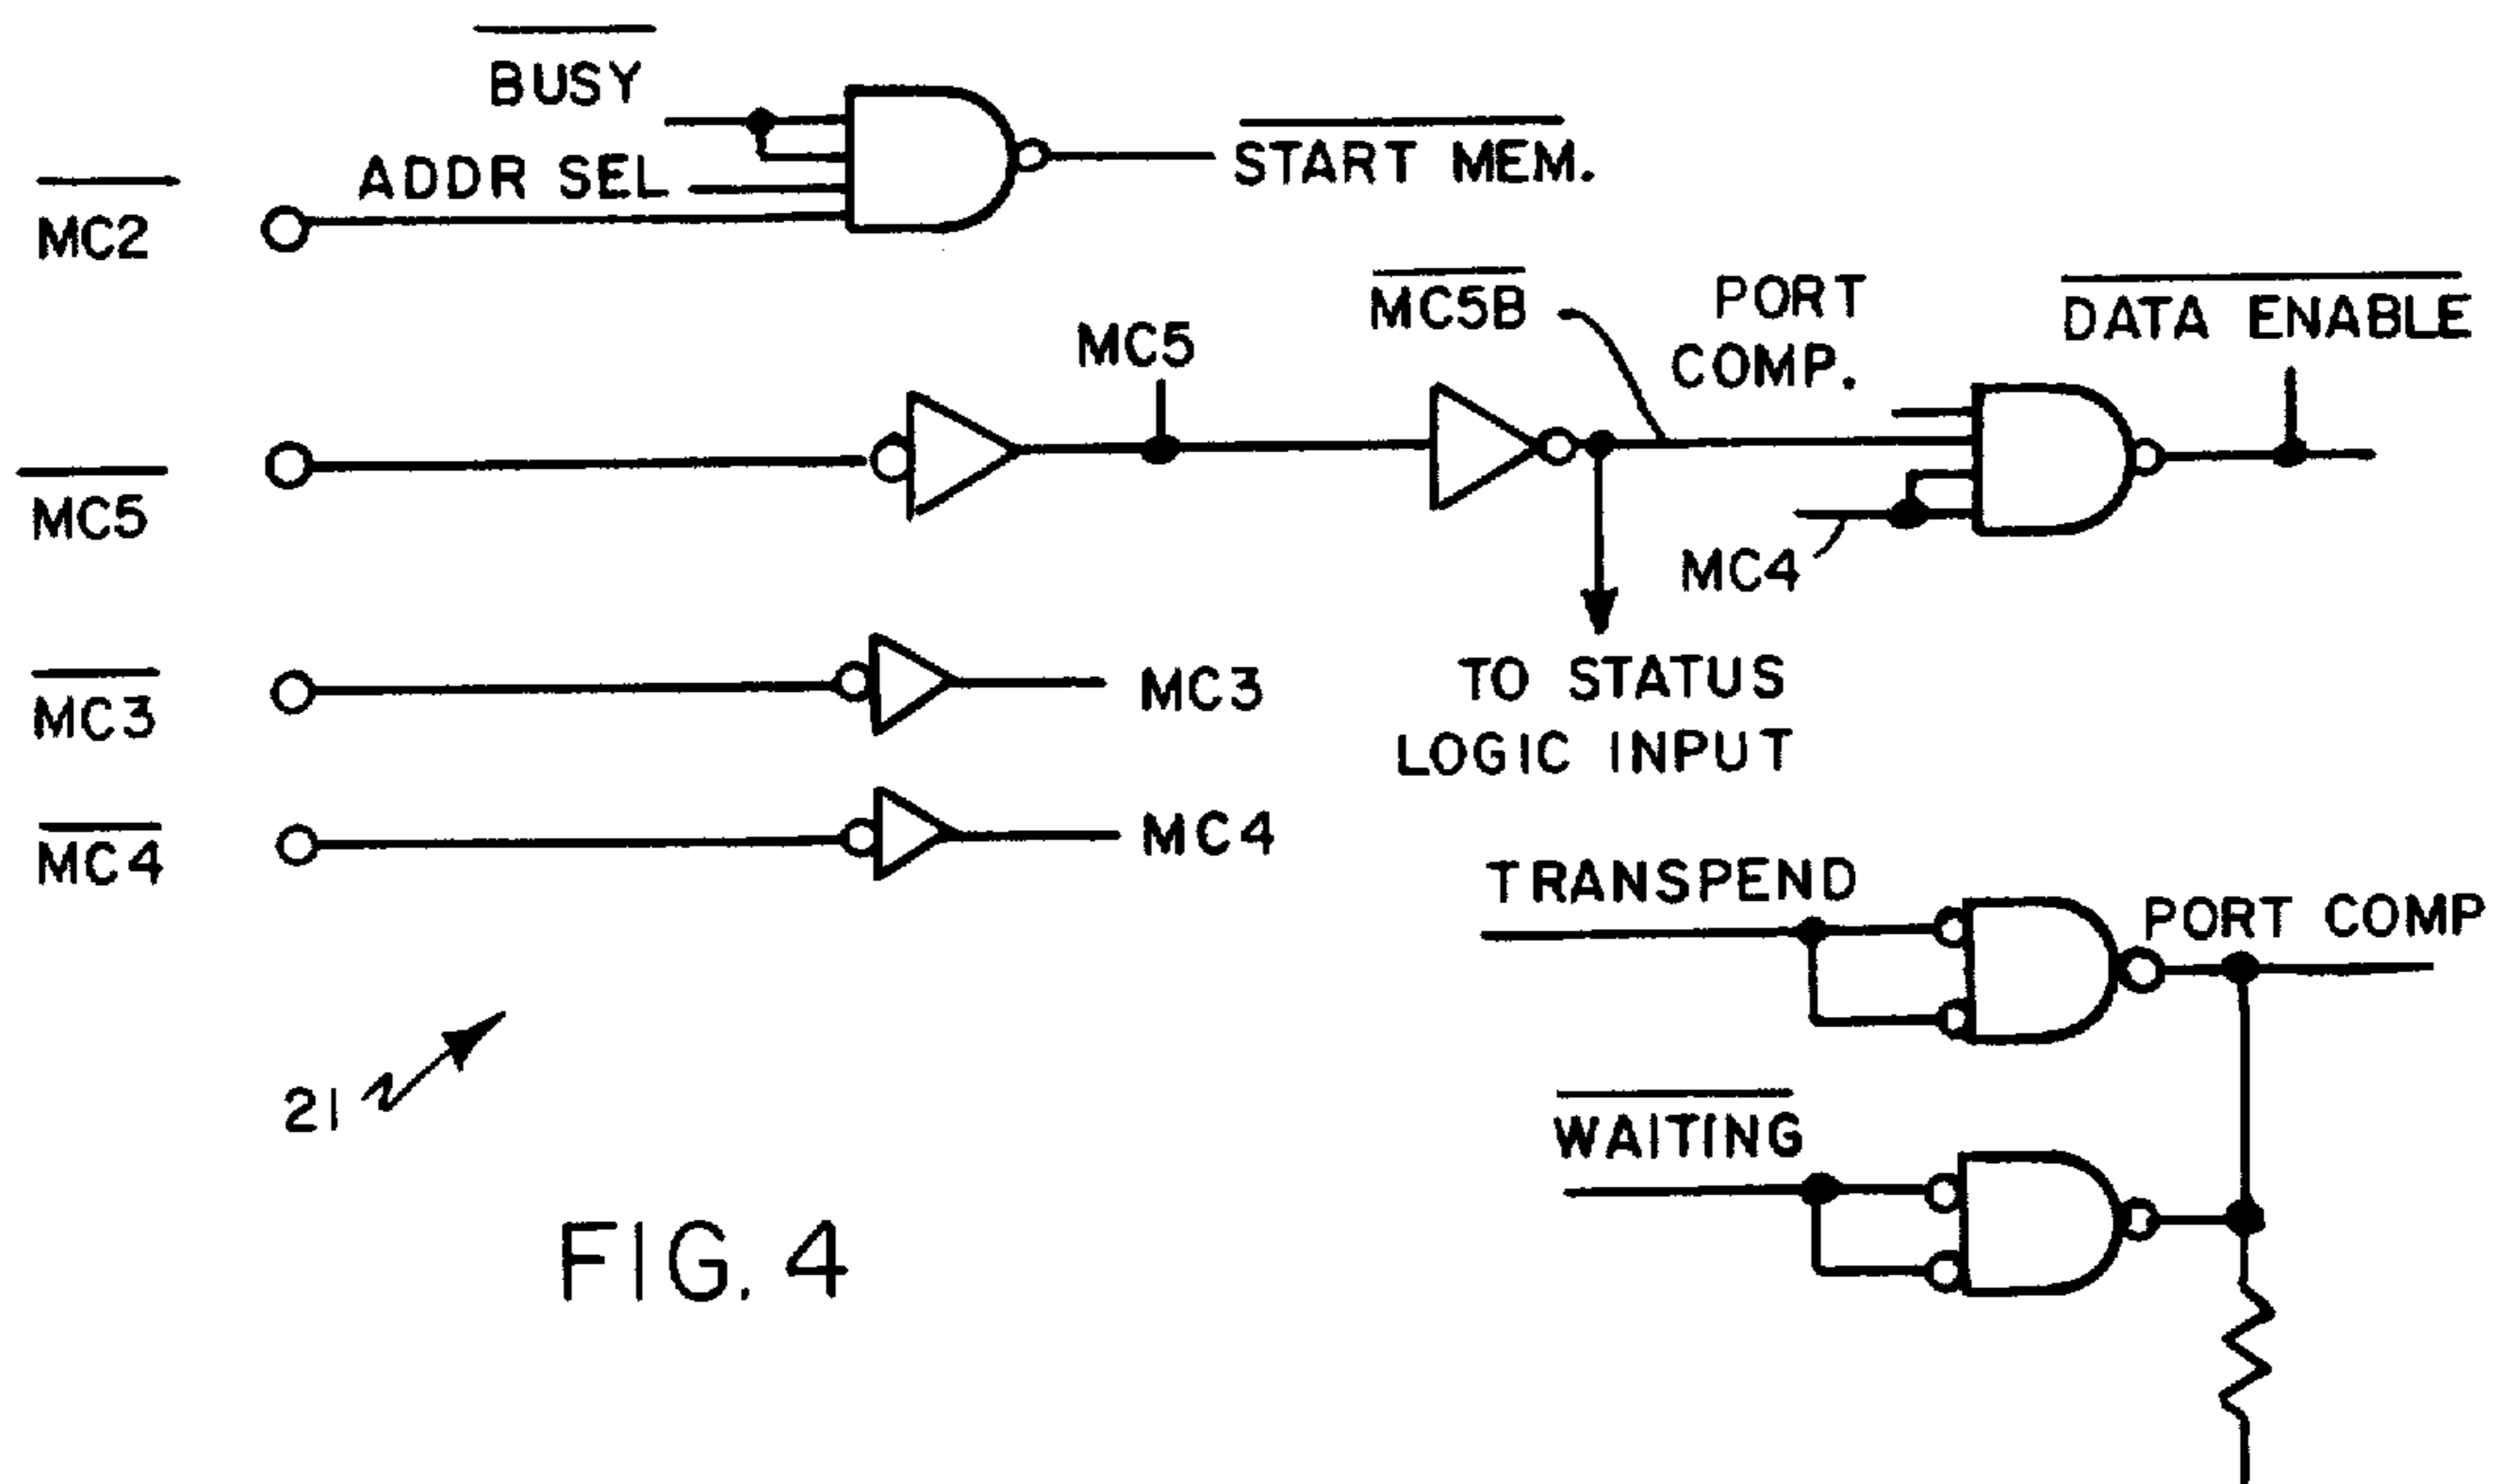 BUSY
ADDR SEL
MC2
START MEM.
MC5
MC5
MC5B
PORT
COMP.
DATA ENABLE
MC4
TO STATUS
LOGIC INPUT
MC3
MC3
MC4
MC4
TRANSPEND
PORT COMP
WAITING
21
FIG. 4